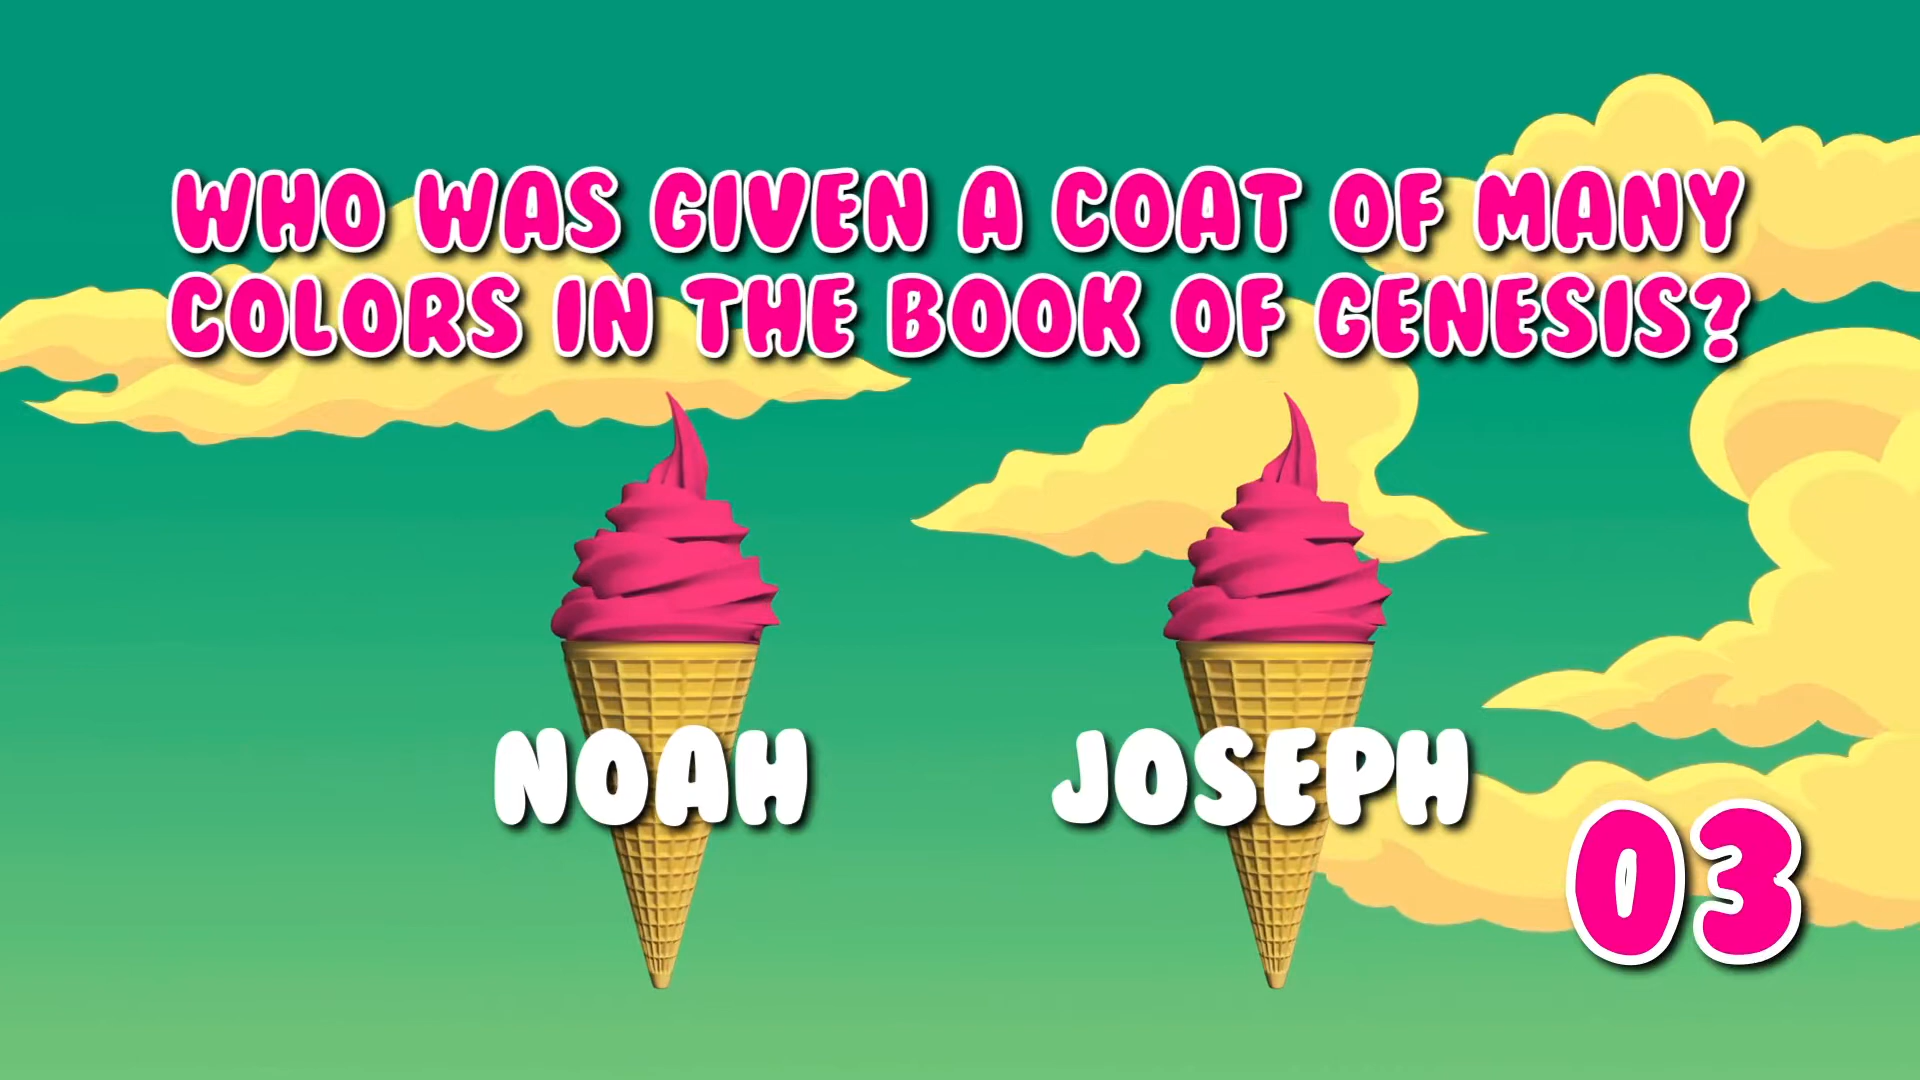 WHO WAS GIVEN A COAT OF MANY
COLORS IN THE BOOK OF GENESIS?
NOAH
JOSEPH
03